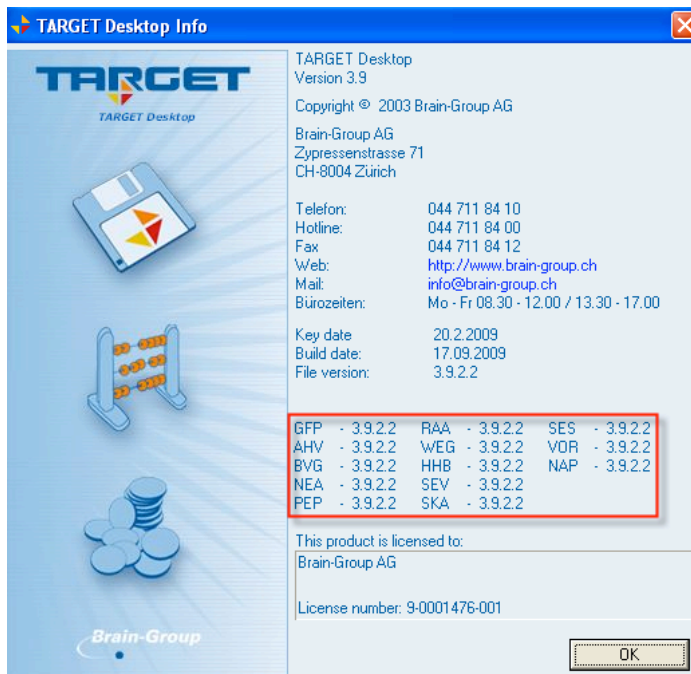 TARGET Desktop Info
TARGET
TARGET Desktop
TARGET Desktop
Version 3.9
Copyright © 2003 Brain-Group AG
Brain-Group AG
Zypressenstrasse 71
CH-8004 Zürich
Telefon: 044 711 84 10
Hotline: 044 711 84 00
Fax 044 711 84 12
Web: http://www.brain-group.ch
Mail: info@brain-group.ch
Bürozeiten: Mo - Fr 08.30 - 12.00 / 13.30 - 17.00
Key date 20.2.2009
Build date: 17.09.2009
File version: 3.9.2.2
GFP - 3.9.2.2 RAA - 3.9.2.2 SES - 3.9.2.2
AHV - 3.9.2.2 WEG - 3.9.2.2 VOR - 3.9.2.2
BVG - 3.9.2.2 HHB - 3.9.2.2 NAP - 3.9.2.2
NEA - 3.9.2.2 SEV - 3.9.2.2
PEP - 3.9.2.2 SKA - 3.9.2.2
This product is licensed to:
Brain-Group AG
License number: 9-0001476-001
Brain-Group
OK